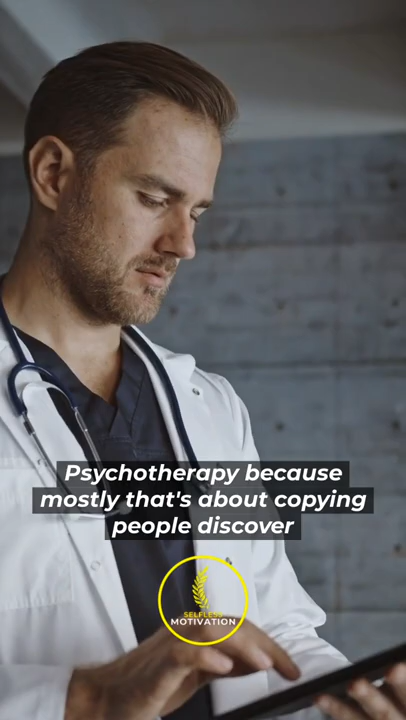 Psychotherapy because
mostly that's about copying
people discover
SELFLESS
MOTIVATION